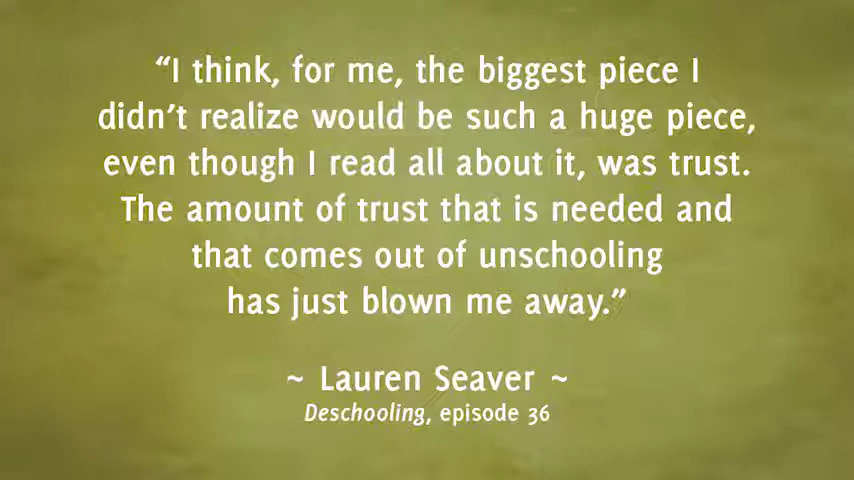 “I think, for me, the biggest piece I
didn’t realize would be such a huge piece,
even though I read all about it, was trust.
The amount of trust that is needed and
that comes out of unschooling
has just blown me away.”
~ Lauren Seaver ~
Deschooling, episode 36